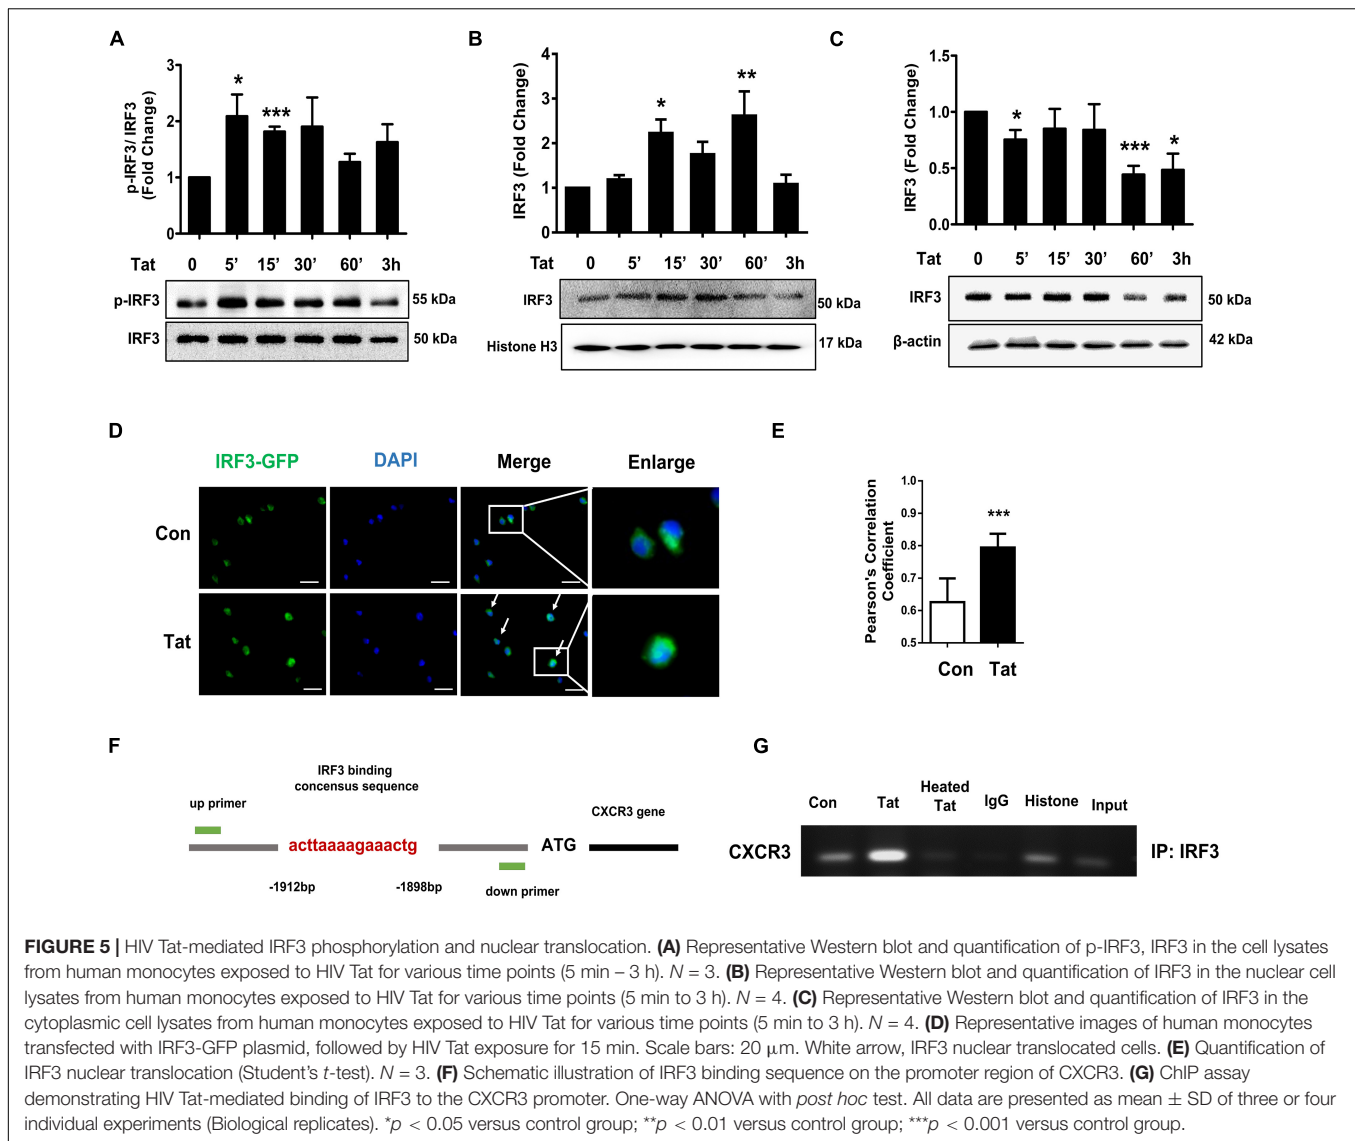 A
p-IRF3/ IRF3
(Fold Change)
3
2
1
0
*
***
Tat 0 5’ 15’ 30’ 60’ 3h
p-IRF3 55 kDa
IRF3 50 kDa
B
IRF3 (Fold Change)
4
3
2
1
0
*
**
Tat 0 5’ 15’ 30’ 60’ 3h
IRF3 50 kDa
Histone H3 17 kDa
C
IRF3 (Fold Change)
1.5
1.0
0.5
0.0
*
***
*
Tat 0 5’ 15’ 30’ 60’ 3h
IRF3 50 kDa
β-actin 42 kDa
D
IRF3-GFP DAPI Merge Enlarge
Con
Tat
E
Pearson's Correlation
Coefficient
1.0
0.9
0.8
0.7
0.6
0.5
***
Con Tat
F
IRF3 binding
concensus sequence
up primer
CXCR3 gene
acttaaaagaaactg ATG
-1912bp -1898bp down primer
G
Con Tat Heated
Tat IgG Histone Input
CXCR3 IP: IRF3
FIGURE 5 | HIV Tat-mediated IRF3 phosphorylation and nuclear translocation. (A) Representative Western blot and quantification of p-IRF3, IRF3 in the cell lysates
from human monocytes exposed to HIV Tat for various time points (5 min – 3 h). N = 3. (B) Representative Western blot and quantification of IRF3 in the nuclear cell
lysates from human monocytes exposed to HIV Tat for various time points (5 min to 3 h). N = 4. (C) Representative Western blot and quantification of IRF3 in the
cytoplasmic cell lysates from human monocytes exposed to HIV Tat for various time points (5 min to 3 h). N = 4. (D) Representative images of human monocytes
transfected with IRF3-GFP plasmid, followed by HIV Tat exposure for 15 min. Scale bars: 20 μm. White arrow, IRF3 nuclear translocated cells. (E) Quantification of
IRF3 nuclear translocation (Student's t-test). N = 3. (F) Schematic illustration of IRF3 binding sequence on the promoter region of CXCR3. (G) ChIP assay
demonstrating HIV Tat-mediated binding of IRF3 to the CXCR3 promoter. One-way ANOVA with post hoc test. All data are presented as mean ± SD of three or four
individual experiments (Biological replicates). *p < 0.05 versus control group; **p < 0.01 versus control group; ***p < 0.001 versus control group.